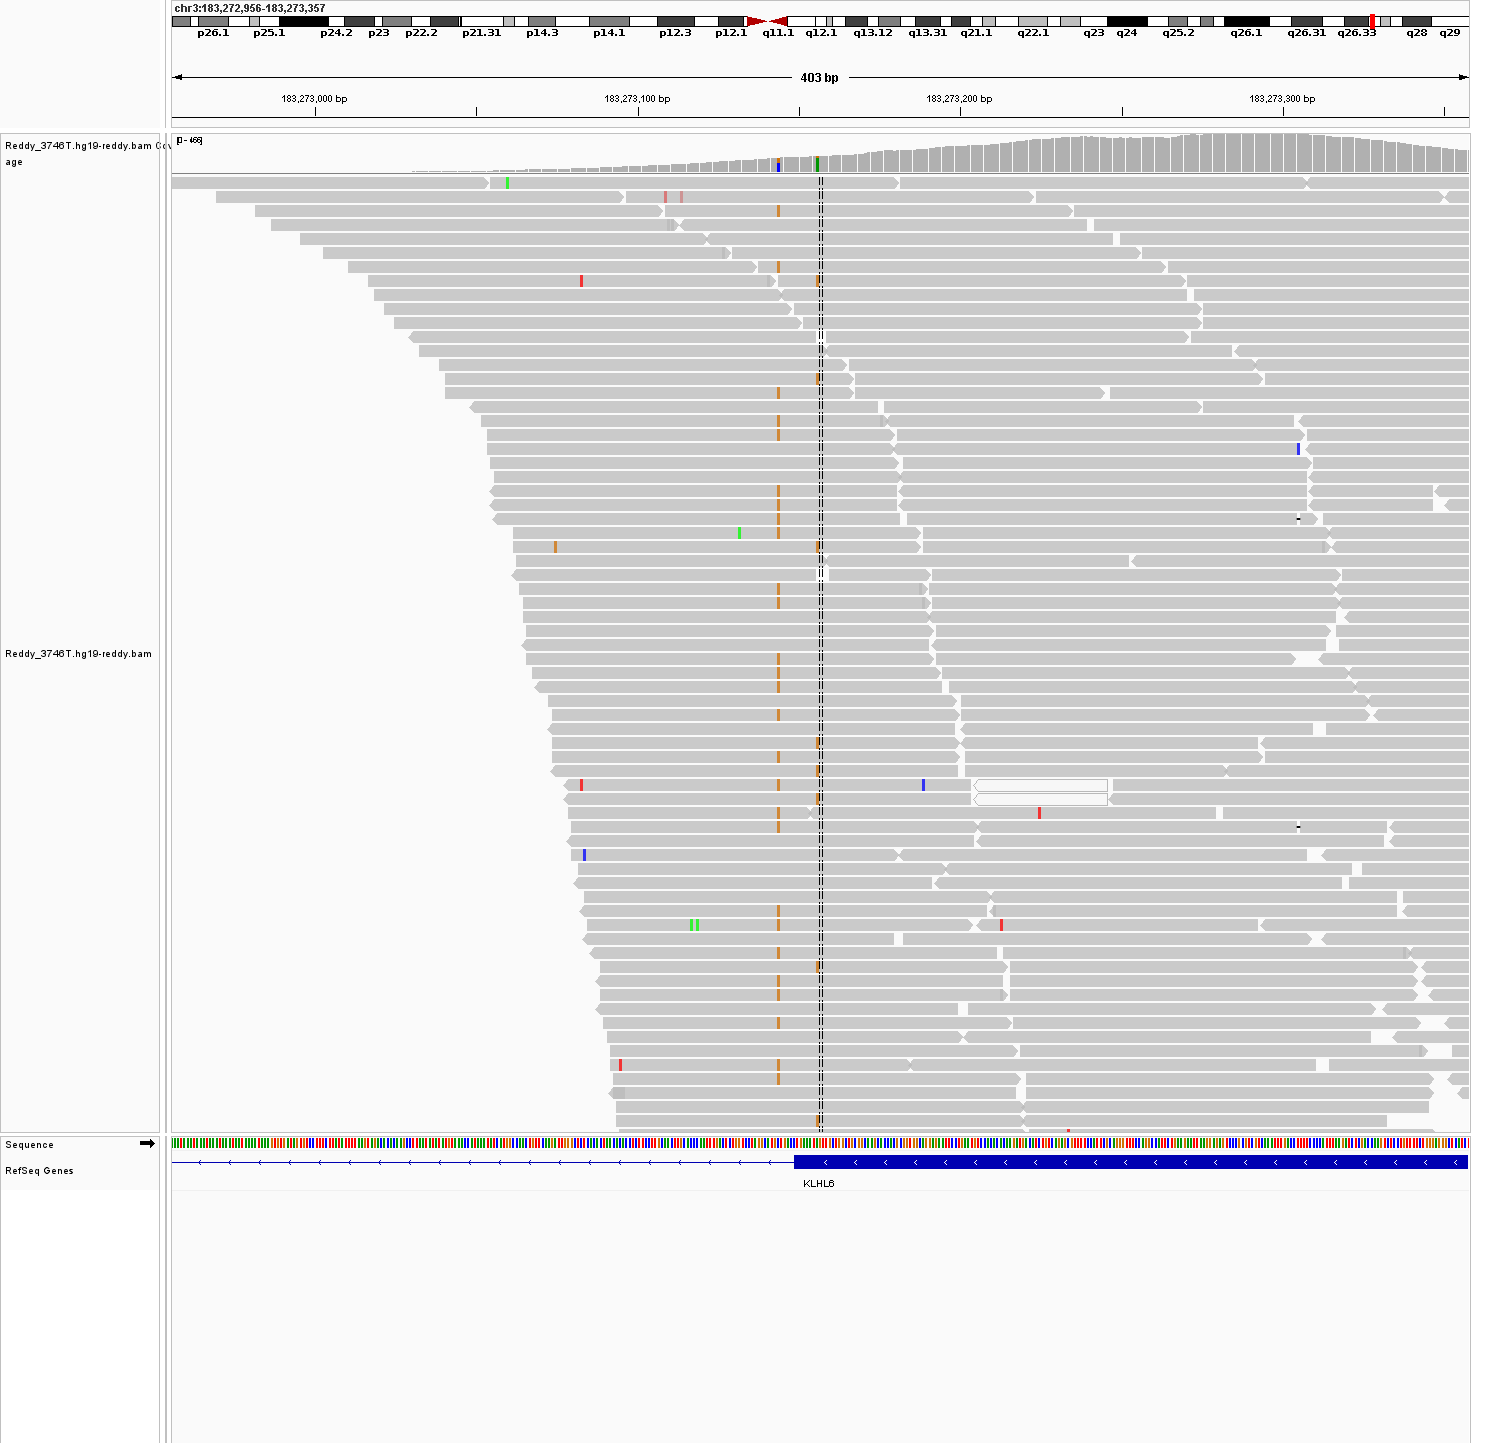 chr3:183,272,956-183,273,357
p26.1 p25.1 p24.2 p23 p22.2 p21.31 p14.3 p14.1 p12.3 p12.1 q11.1 q12.1 q13.12 q13.31 q21.1 q22.1 q23 q24 q25.2 q26.1 q26.31 q26.33 q28 q29
403 bp
183,273,000 bp 183,273,100 bp 183,273,200 bp 183,273,300 bp
[0 - 466]
Reddy_3746T.hg19-reddy.bam Cov
age
Reddy_3746T.hg19-reddy.bam
Sequence
RefSeq Genes
KLHL6